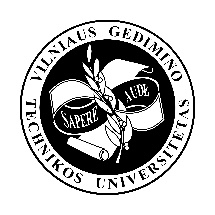 VILNIAUS GEDIMINO
TECHNIKOS UNIVERSITETAS
SAPERE
AUDE